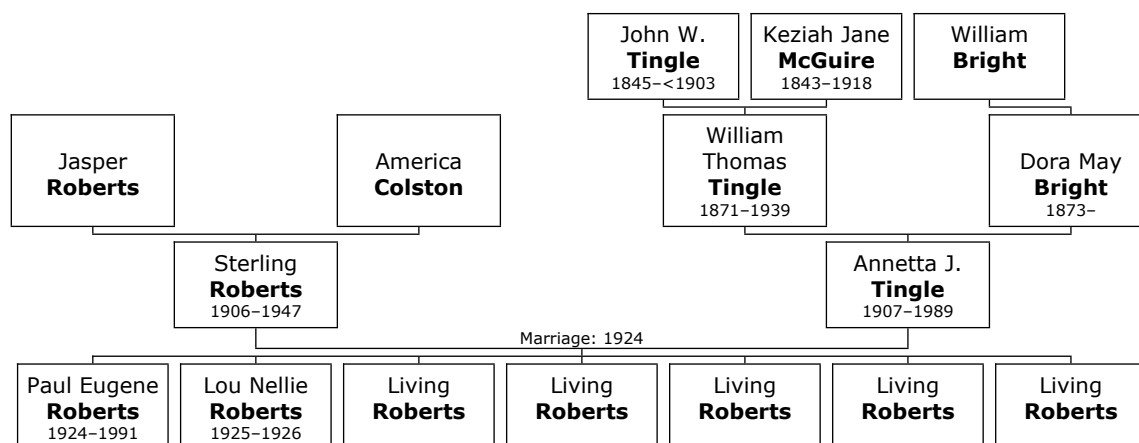 John W.
Tingle
1845–<1903
Keziah Jane
McGuire
1843–1918
William
Bright
Jasper
Roberts
America
Colston
William
Thomas
Tingle
1871–1939
Dora May
Bright
1873–
Sterling
Roberts
1906–1947
Annetta J.
Tingle
1907–1989
Marriage: 1924
Paul Eugene
Roberts
1924–1991
Lou Nellie
Roberts
1925–1926
Living
Roberts
Living
Roberts
Living
Roberts
Living
Roberts
Living
Roberts